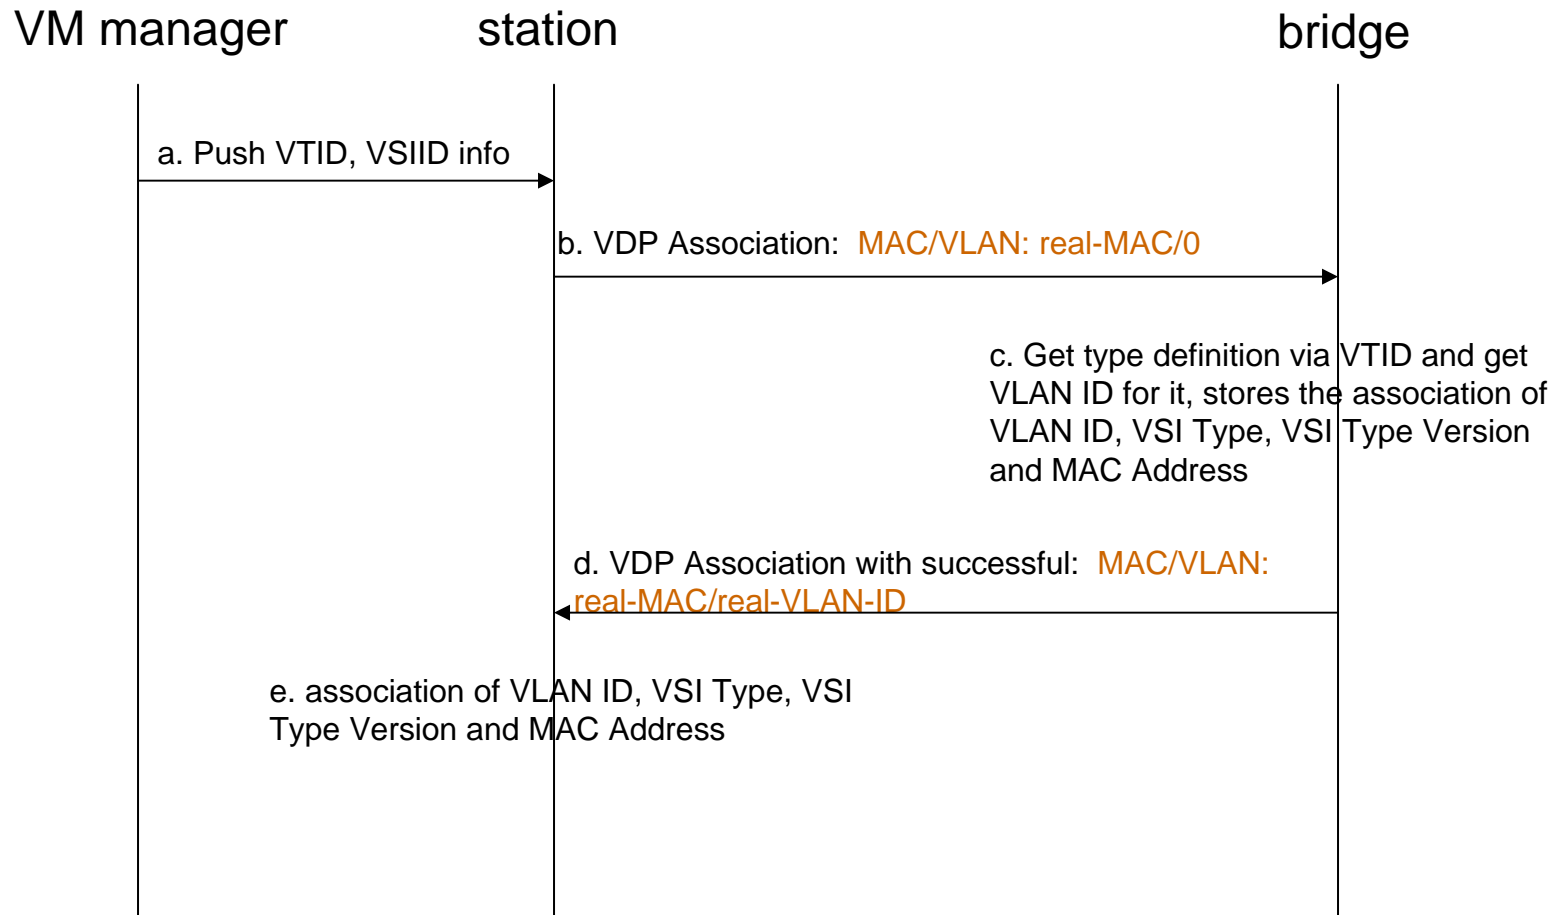 VM manager
station
bridge
a. Push VTID, VSIID info
b. VDP Association: MAC/VLAN: real-MAC/0
c. Get type definition via VTID and get
VLAN ID for it, stores the association of
VLAN ID, VSI Type, VSI Type Version
and MAC Address
d. VDP Association with successful: MAC/VLAN:
real-MAC/real-VLAN-ID
e. association of VLAN ID, VSI Type, VSI
Type Version and MAC Address